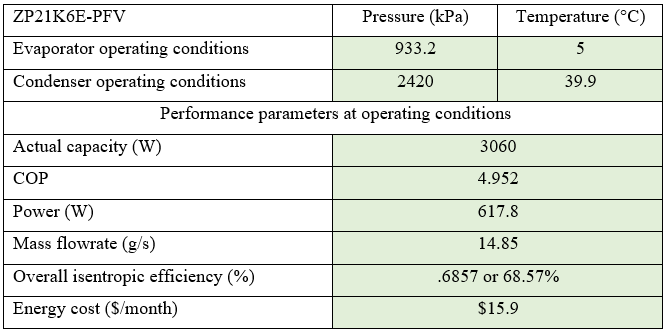 ZP21K6E-PFV Pressure (kPa) Temperature (°C)
Evaporator operating conditions 933.2 5
Condenser operating conditions 2420 39.9
Performance parameters at operating conditions
Actual capacity (W) 3060
COP 4.952
Power (W) 617.8
Mass flowrate (g/s) 14.85
Overall isentropic efficiency (%) .6857 or 68.57%
Energy cost ($/month) $15.9